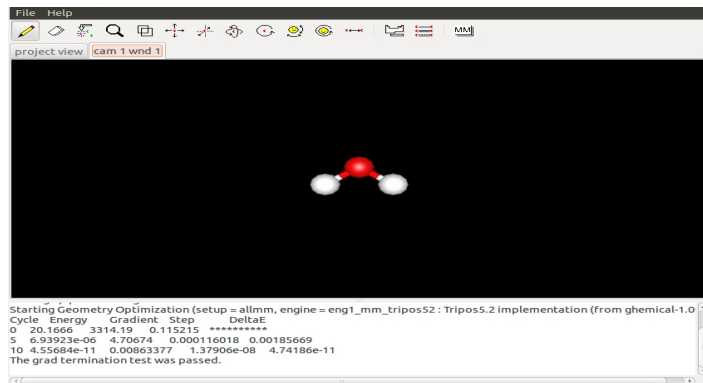 File Help
MM
project view cam 1 wnd 1
Starting Geometry Optimization (setup = allmm, engine = eng1_mm_tripos52 : Tripos5.2 implementation (from ghemical-1.0
Cycle Energy Gradient Step DeltaE
0 20.1666 3314.19 0.115215 **********
5 6.93923e-06 4.70674 0.000116018 0.00185669
10 4.55684e-11 0.00863377 1.37906e-08 4.74186e-11
The grad termination test was passed.